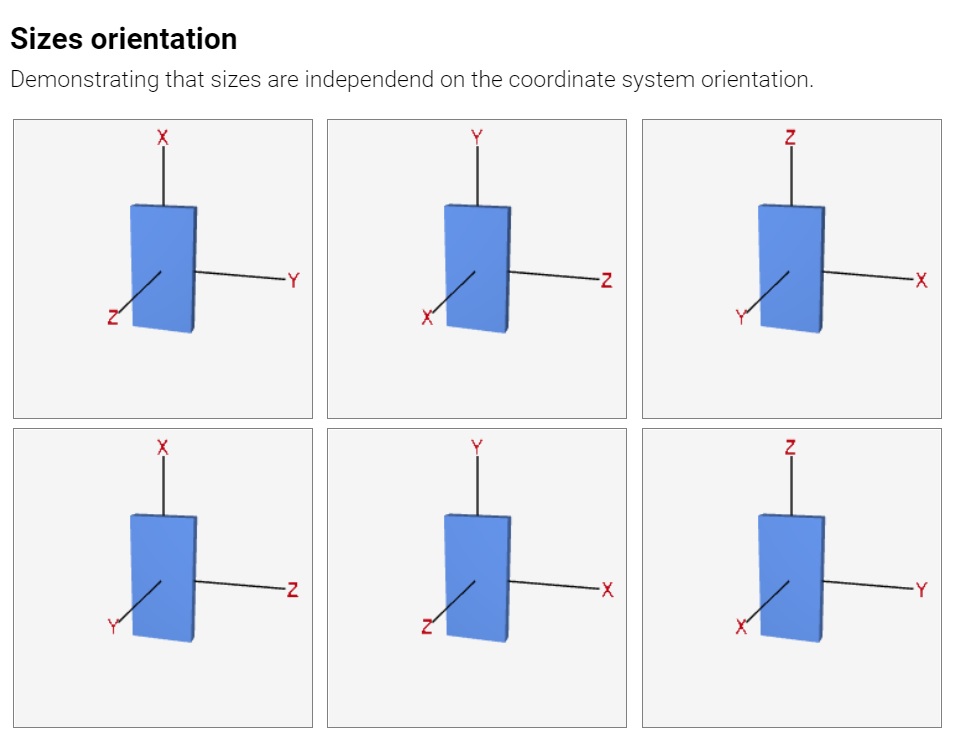 Sizes orientation
Demonstrating that sizes are independend on the coordinate system orientation.
X
Y
Z
Y
Z
X
Z
X
Y
X
Z
Y
Y
X
Z
Z
Y
X